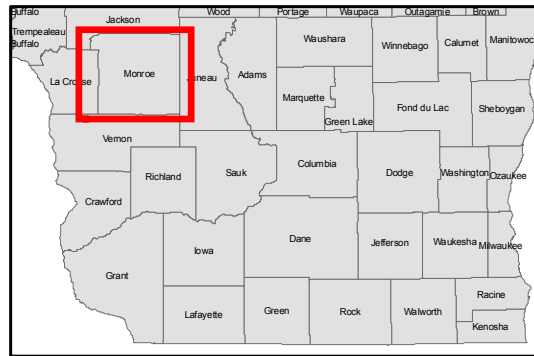 Buffalo Jackson Wood Portage Waupaca Outagamie Brown
Trempealeau
Buffalo
La Crosse Monroe Juneau Adams Waushara Winnebago Calumet Manitowoc
Marquette Green Lake Fond du Lac Sheboygan
Vernon
Richland Sauk Columbia Dodge Washington Ozaukee
Crawford
Grant Iowa Dane Jefferson Waukesha Milwaukee
Lafayette Green Rock Walworth Racine
Kenosha